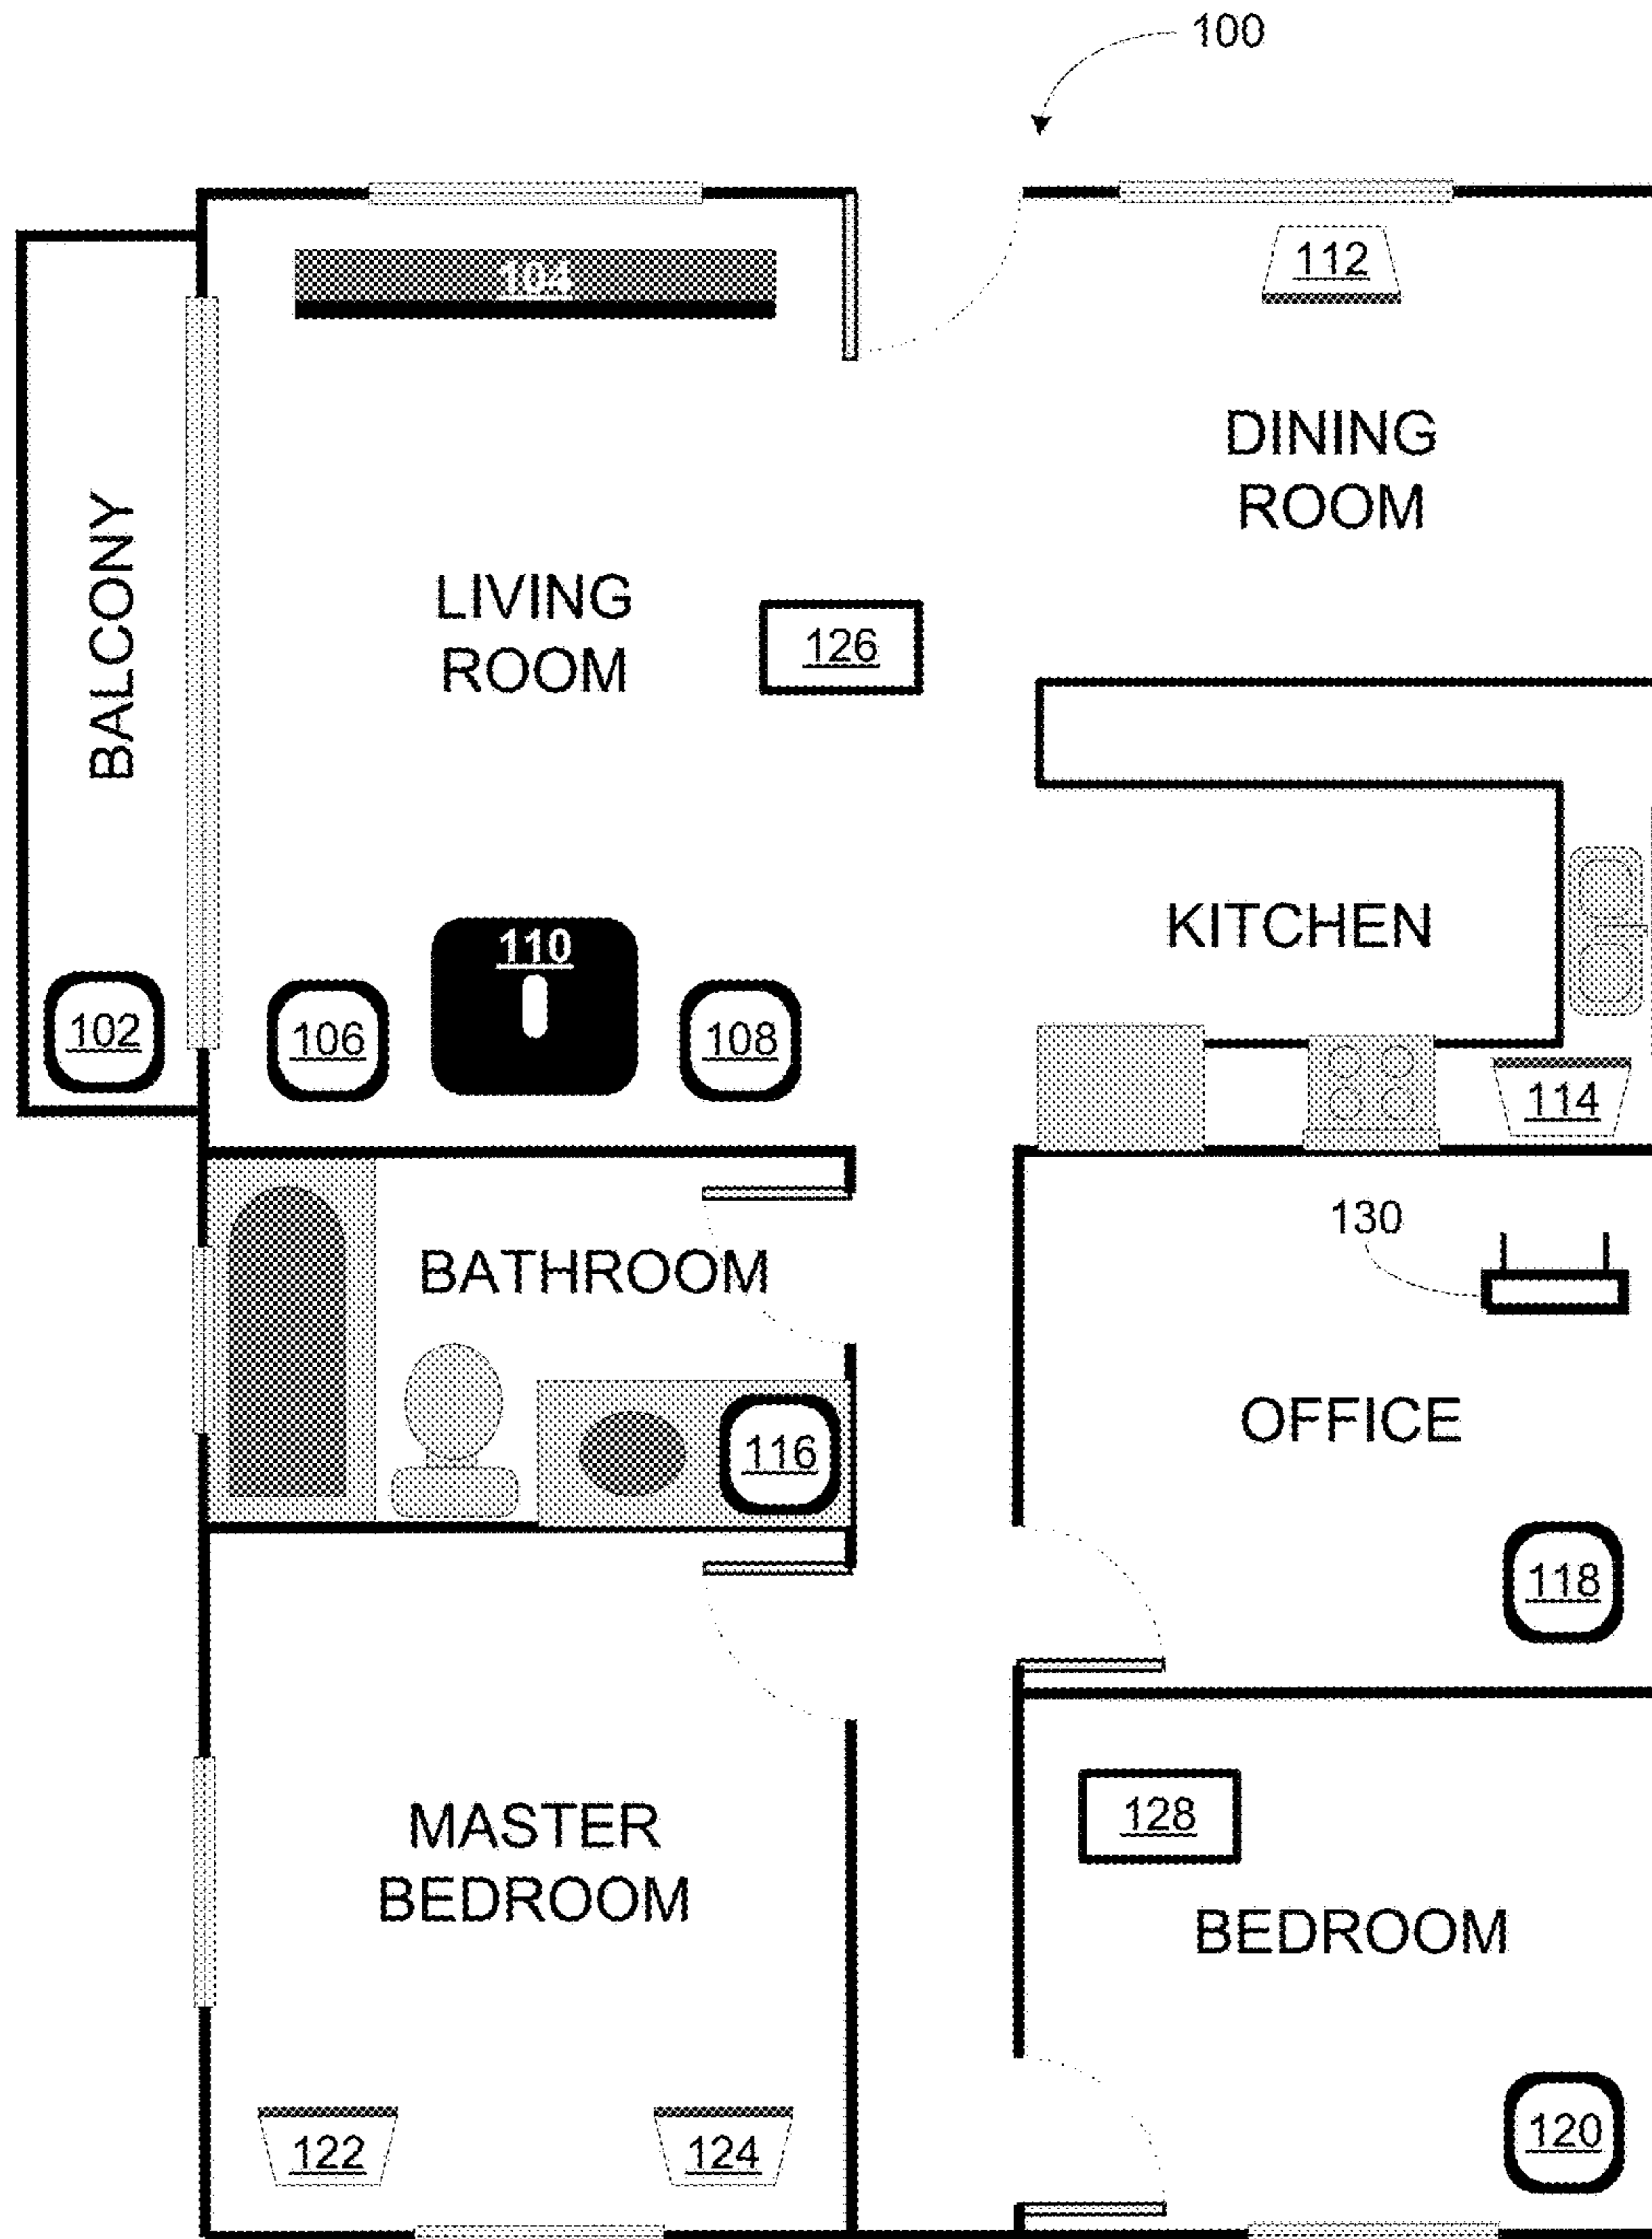 100
104
112
DINING
ROOM
BALCONY
LIVING
ROOM
126
KITCHEN
110
102
106
108
114
130
BATHROOM
OFFICE
116
118
128
MASTER
BEDROOM
BEDROOM
122
124
120